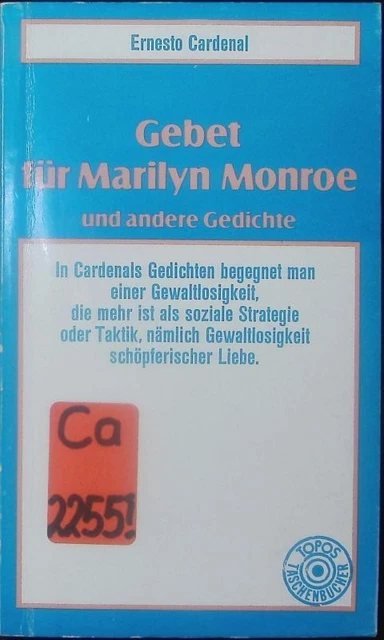 Ernesto Cardenal
Gebet
für Marilyn Monroe
und andere Gedichte
In Cardenals Gedichten begegnet man
einer Gewaltlosigkeit,
die mehr ist als soziale Strategie
oder Taktik, nämlich Gewaltlosigkeit
schöpferischer Liebe.
Ca
2255!
TOPOS
TASCHENBÜCHER